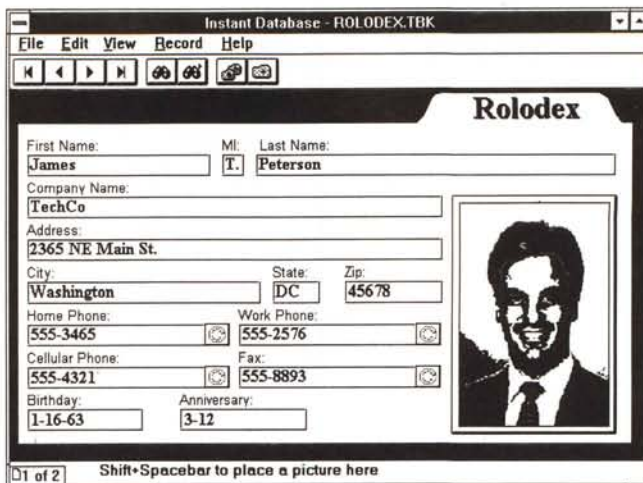 Instant Database - ROLODEX.TBK
File Edit View Record Help
Rolodex
First Name: MI: Last Name:
James T. Peterson
Company Name:
TechCo
Address:
2365 NE Main St.
City: State: Zip:
Washington DC 45678
Home Phone: Work Phone:
555-3465 555-2576
Cellular Phone: Fax:
555-4321 555-8893
Birthday: Anniversary:
1-16-63 3-12
1 of 2 Shift+Spacebar to place a picture here